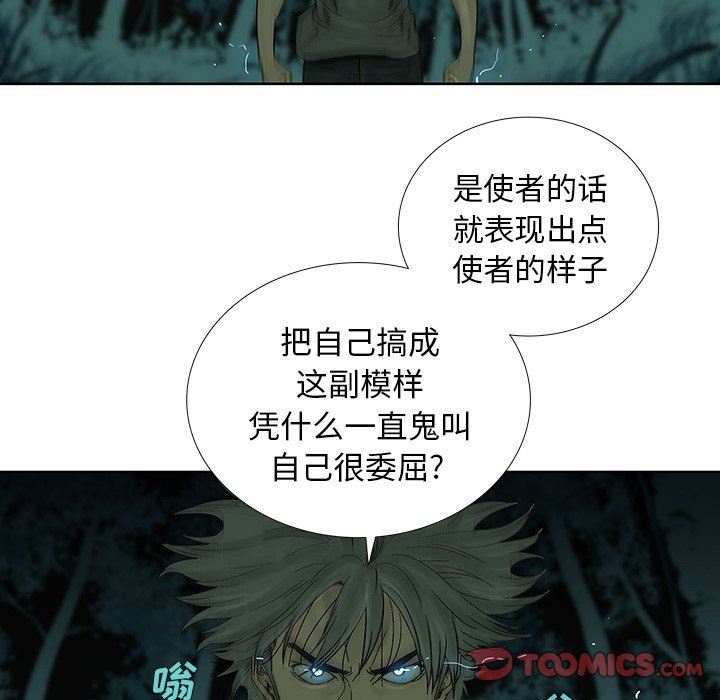 是使者的话
就表现出点
使者的样子
把自己搞成
这副模样
凭什么一直鬼叫
自己很委屈?
嗡
TOOMICS.COM